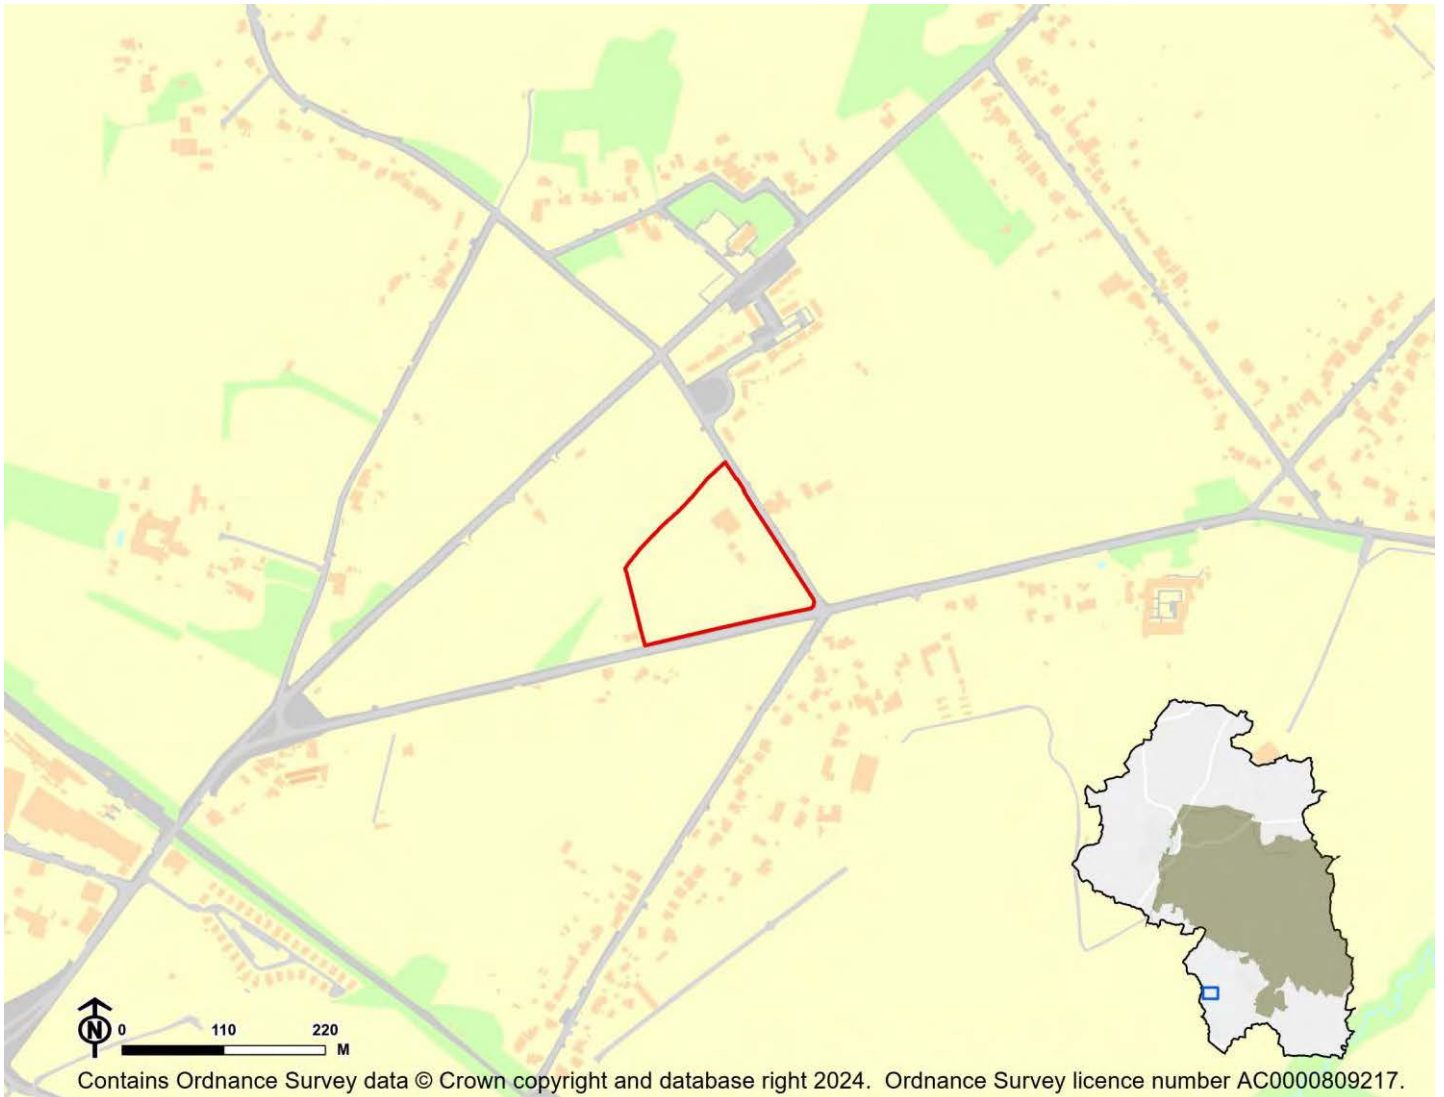 N
0 110 220
M
Contains Ordnance Survey data © Crown copyright and database right 2024. Ordnance Survey licence number AC0000809217.